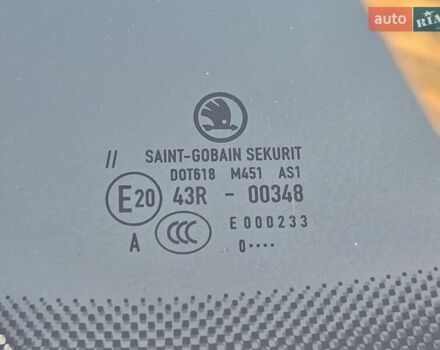 auto RIA
// SAINT-GOBAIN SEKURIT
DOT618 M451 AS1
E20 43R - 00348
A CCC E 000233
0····